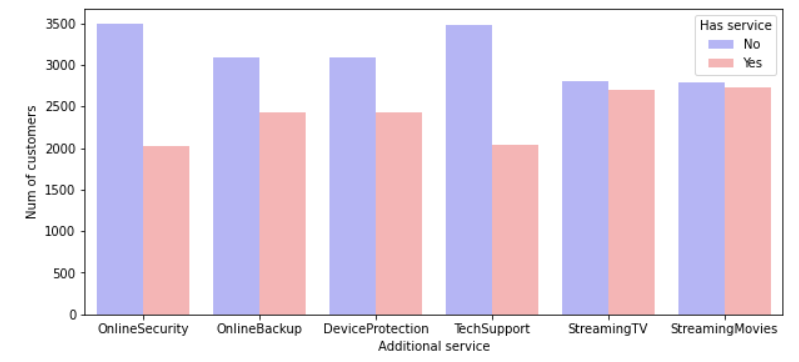 3500
3000
2500
2000
1500
1000
500
0
Num of customers
Has service
No
Yes
OnlineSecurity OnlineBackup DeviceProtection TechSupport StreamingTV StreamingMovies
Additional service